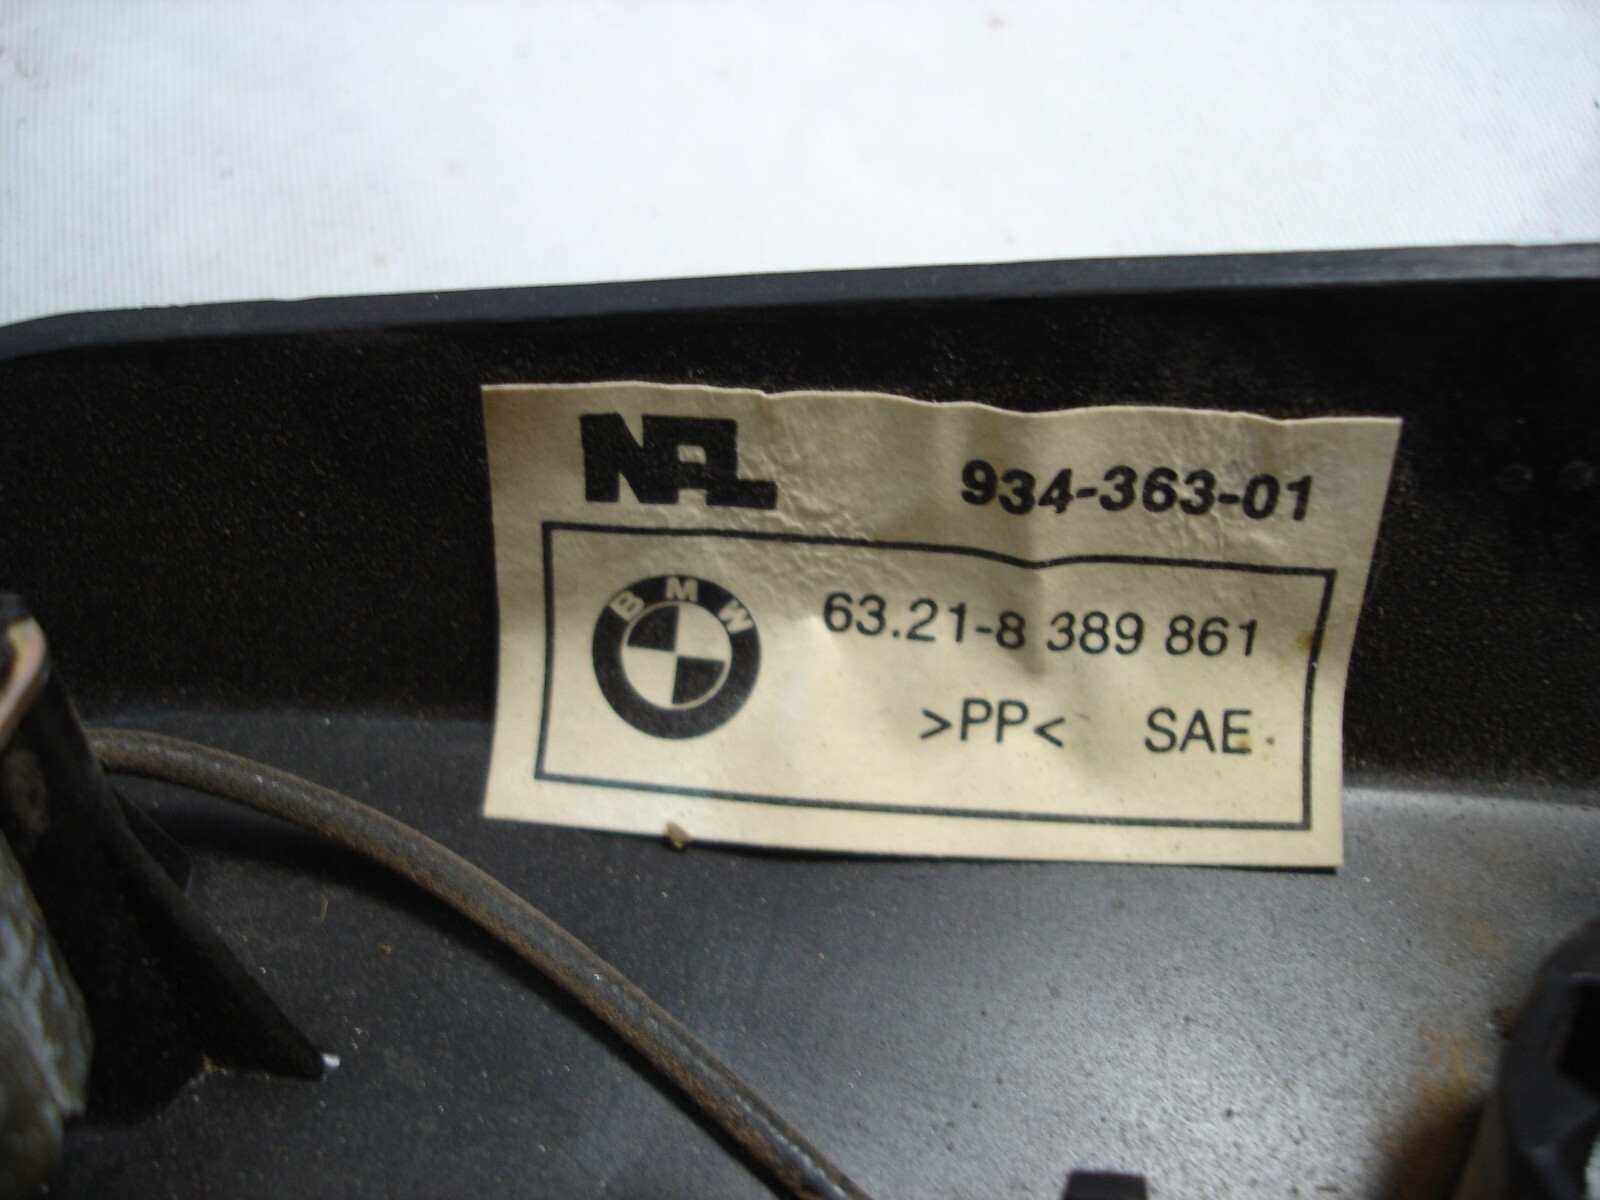 NAL 934-363-01
BMW
63.21-8 389 861
>PP< SAE